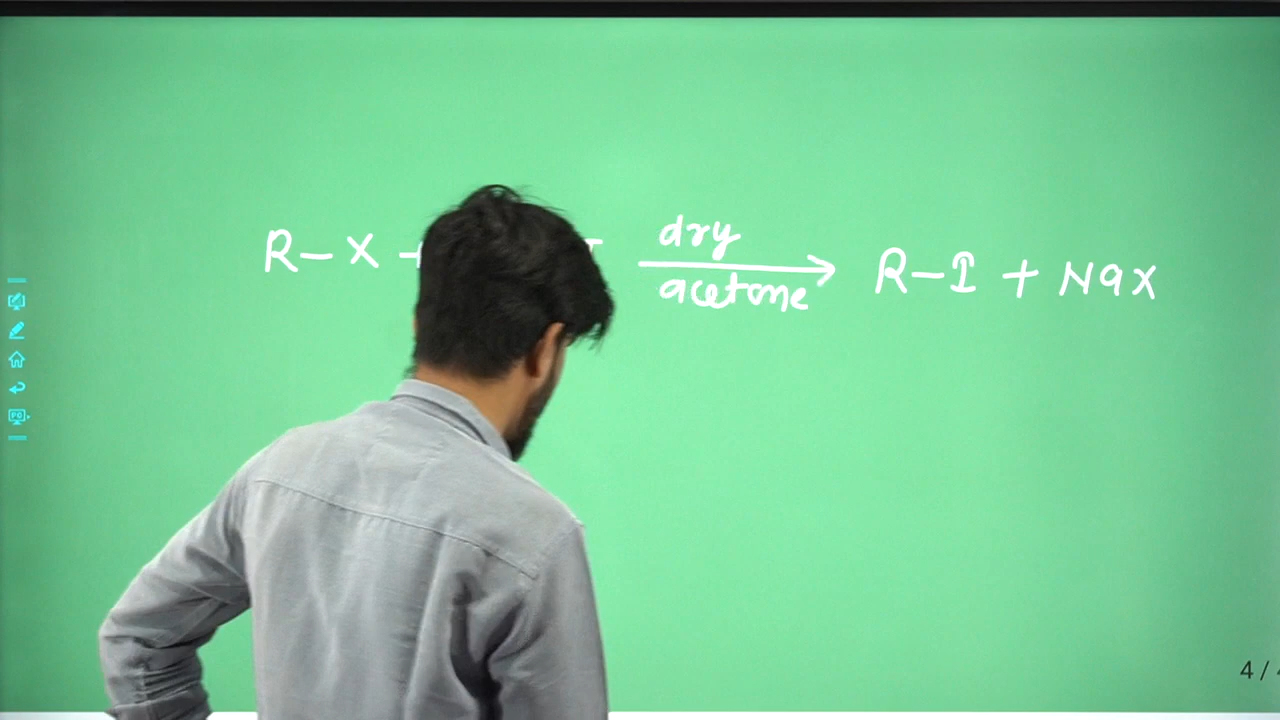 R-X +
dry
acetone
R-I + NaX
4/